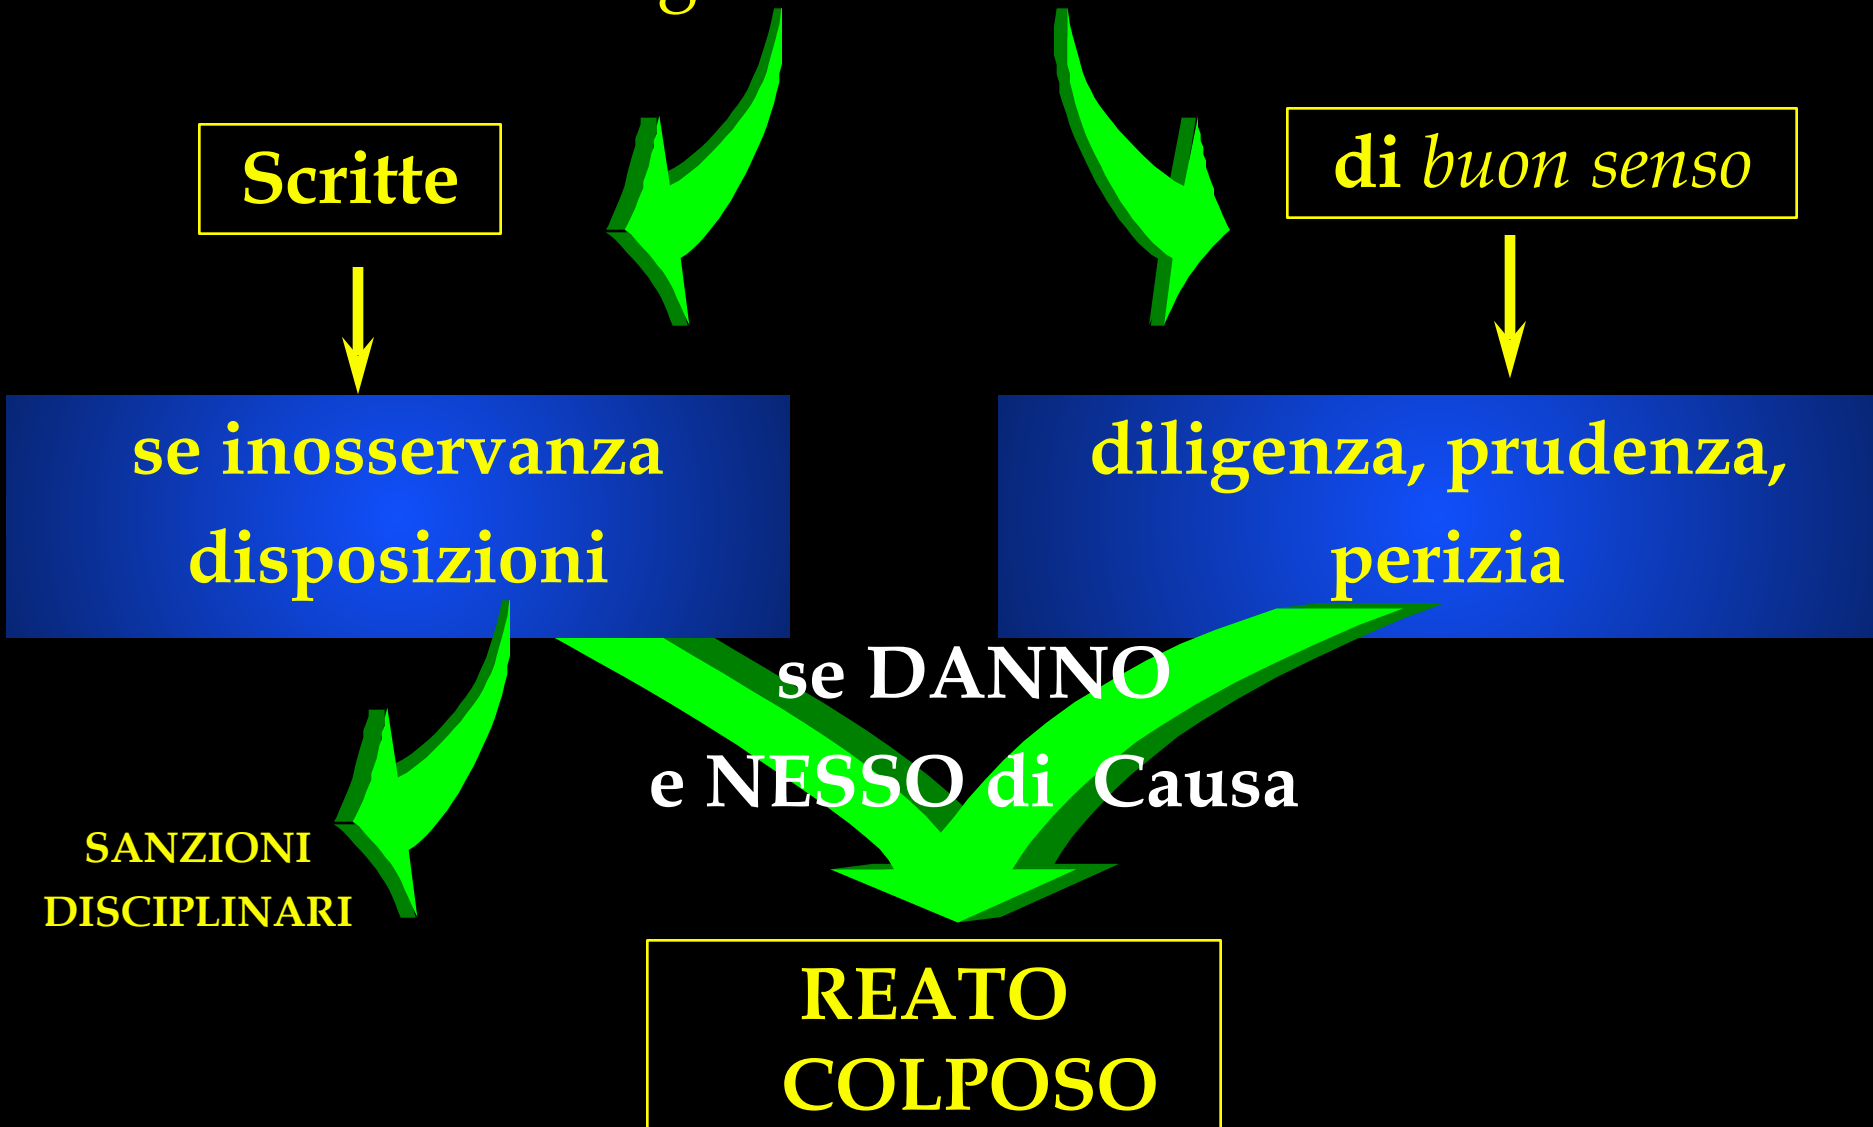 Scritte
di buon senso
se inosservanza
disposizioni
diligenza, prudenza,
perizia
se DANNO
e NESSO di Causa
SANZIONI
DISCIPLINARI
REATO
COLPOSO